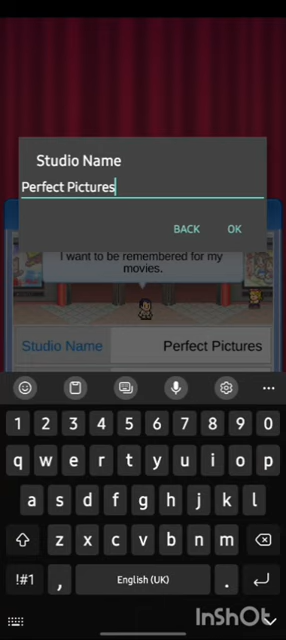 Studio Name
Perfect Pictures
BACK OK
I want to be remembered for my
movies.
Studio Name Perfect Pictures
1 2 3 4 5 6 7 8 9 0
q w e r t y u i o p
a s d f g h j k l
z x c v b n m
!#1 , English (UK) .
InShOt